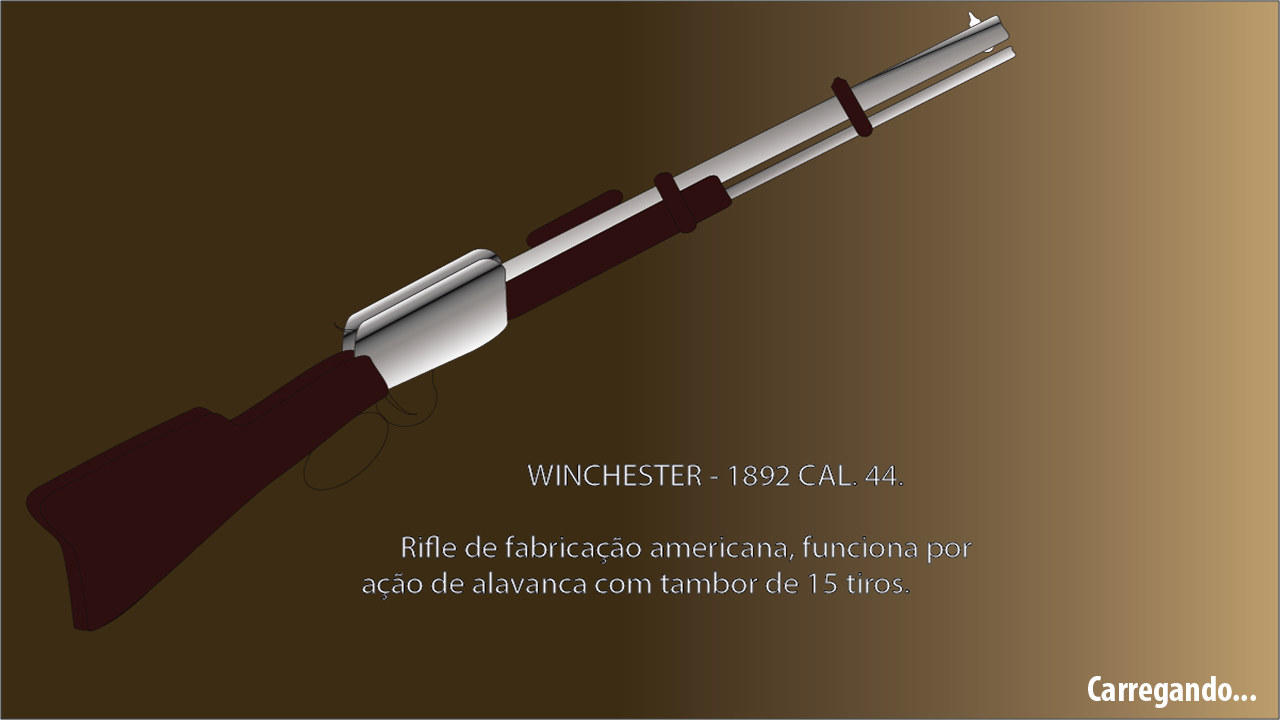 WINCHESTER - 1892 CAL. 44.
Rifle de fabricação americana, funciona por
ação de alavanca com tambor de 15 tiros.
Carregando...